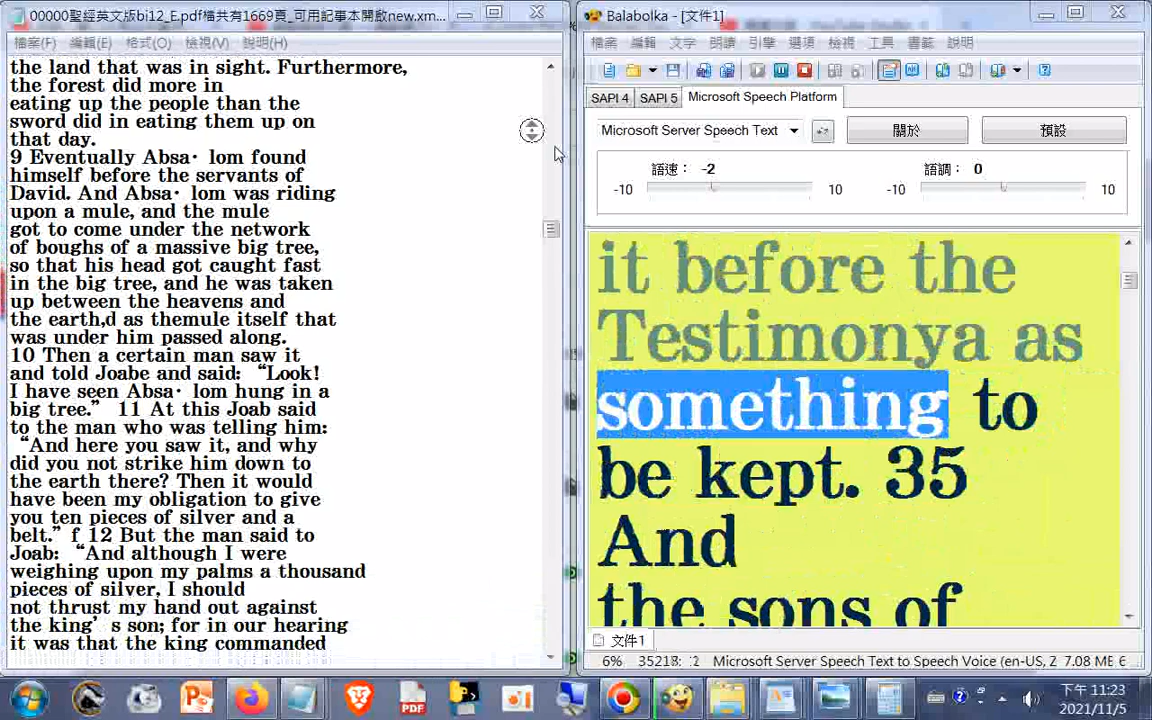 00000聖經英文版bi12_E.pdf檔共有1669頁_可用記事本開啟new.xm...
檔案(F) 編輯(E) 格式(O) 檢視(V) 說明(H)
the land that was in sight. Furthermore,
the forest did more in
eating up the people than the
sword did in eating them up on
that day.
9 Eventually Absa· lom found
himself before the servants of
David. And Absa· lom was riding
upon a mule, and the mule
got to come under the network
of boughs of a massive big tree,
so that his head got caught fast
in the big tree, and he was taken
up between the heavens and
the earth,d as themule itself that
was under him passed along.
10 Then a certain man saw it
and told Joabe and said: “Look!
I have seen Absa· lom hung in a
big tree.” 11 At this Joab said
to the man who was telling him:
“And here you saw it, and why
did you not strike him down to
the earth there? Then it would
have been my obligation to give
you ten pieces of silver and a
belt.” f 12 But the man said to
Joab: “And although I were
weighing upon my palms a thousand
pieces of silver, I should
not thrust my hand out against
the king’s son; for in our hearing
it was that the king commanded
Balabolka - [文件1]
檔案 編輯 文字 朗讀 引擎 選項 檢視 工具 書籤 說明
SAPI 4 SAPI 5 Microsoft Speech Platform
Microsoft Server Speech Text 關於 預設
語速： -2 語調： 0
-10 10 -10 10
it before the
Testimonya as
something to
be kept. 35
And
the sons of
文件1
6% 35218: 2 Microsoft Server Speech Text to Speech Voice (en-US, 2 7.08 MB 6
PDF
下午 11:23
2021/11/5